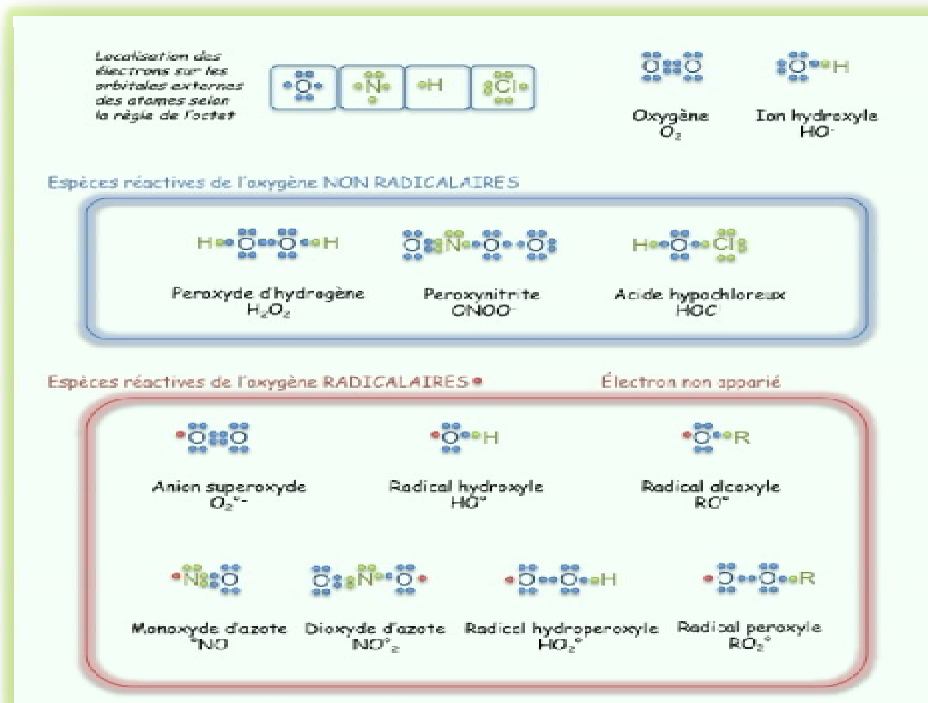 Localisation des
électrons sur les
orbitales externes
des atomes selon
la règle de l'octet
O N H Cl
Oxygène
O₂
Ion hydroxyle
HO⁻
Espèces réactives de l'oxygène NON RADICALAIRES
H O O H
Peroxyde d'hydrogène
H₂O₂
O N O O
Peroxynitrite
ONOO⁻
H O Cl
Acide hypochloreux
HOC
Espèces réactives de l'oxygène RADICALAIRES •
Électron non apparié
O O
Anion superoxyde
O₂°⁻
O H
Radical hydroxyle
HO°
O R
Radical alcoxyle
RO°
N O
Monoxyde d'azote
°NO
O N O
Dioxyde d'azote
NO°₂
O O H
Radical hydroperoxyle
HO₂°
O O R
Radical peroxyle
RO₂°